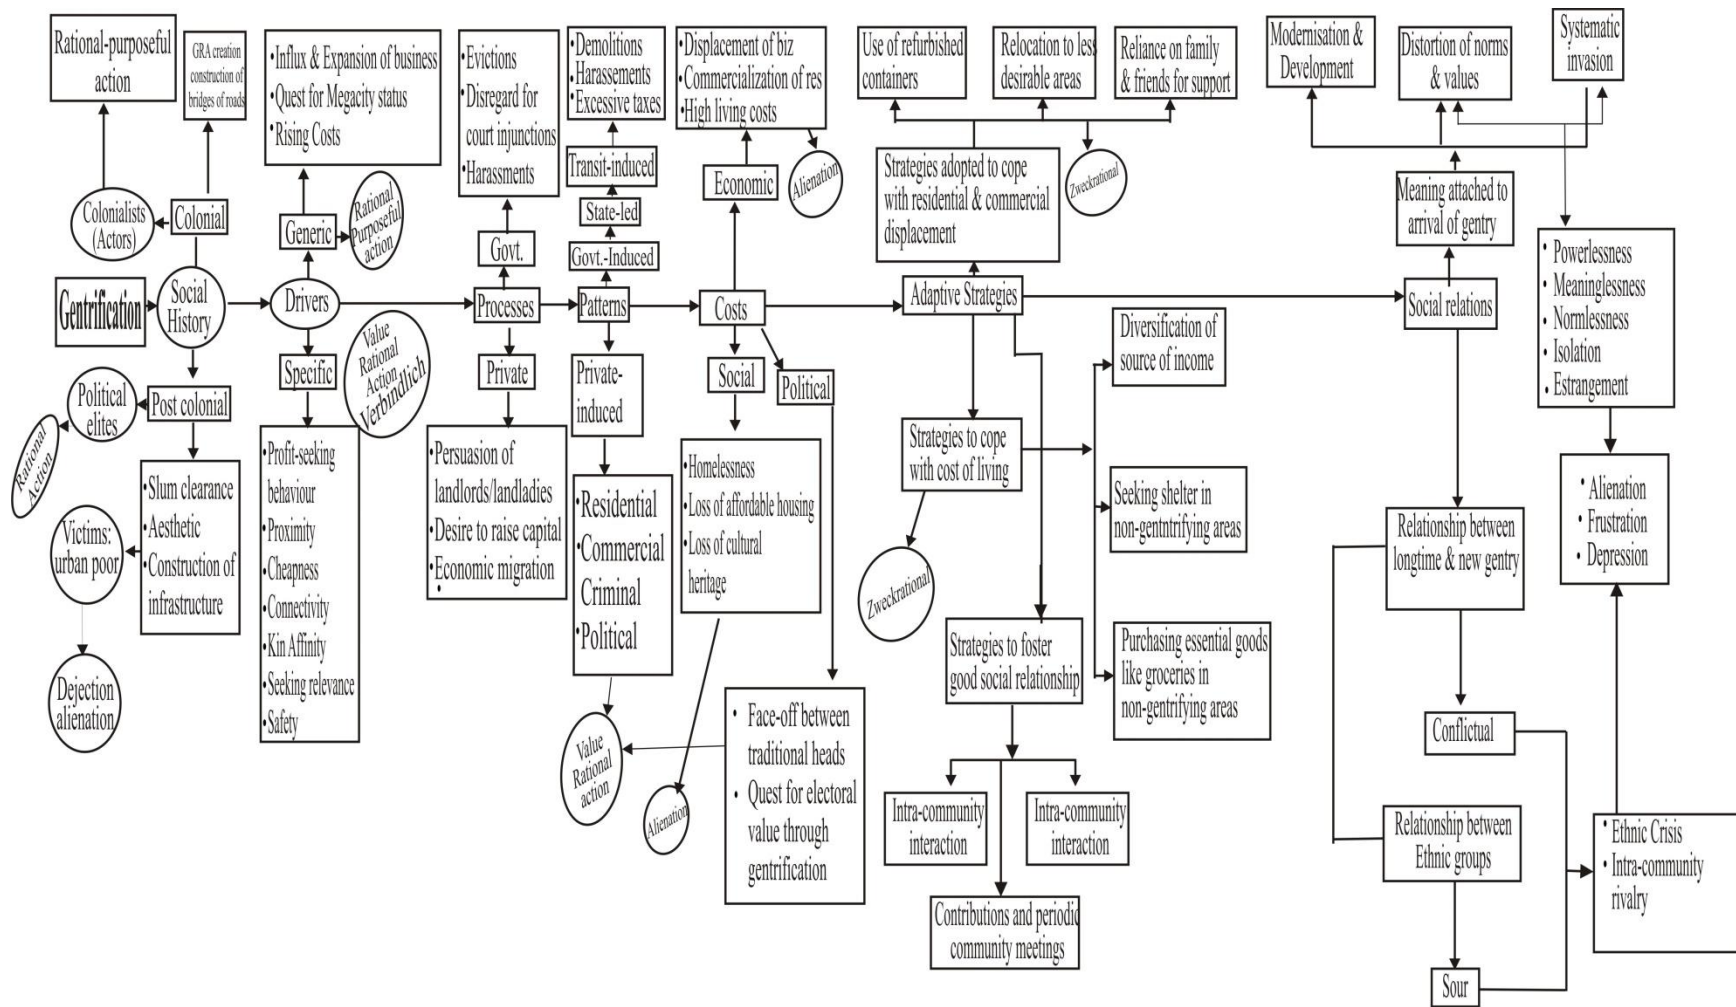 Rational-purposeful
action
GRA creation
construction of
bridges of roads
•Influx & Expansion of business
•Quest for Megacity status
•Rising Costs
•Evictions
•Disregard for
court injunctions
•Harassments
•Demolitions
•Harassements
•Excessive taxes
•Displacement of biz
•Commercialization of res
•High living costs
Use of refurbished
containers
Relocation to less
desirable areas
Reliance on family
& friends for support
Modernisation &
Development
Distortion of norms
& values
Systematic
invasion
Colonialists
(Actors)
Colonial
Generic
Rational
Purposeful
action
Govt.
Transit-induced
State-led
Govt.-Induced
Economic
Alienation
Strategies adopted to cope
with residential & commercial
displacement
Zweckrational
Meaning attached to
arrival of gentry
• Powerlessness
• Meaninglessness
• Normlessness
• Isolation
• Estrangement
Gentrification
Social
History
Drivers
Processes
Patterns
Costs
Adaptive Strategies
Social relations
Political
elites
Post colonial
Specific
Value
Rational
Action
Verbindlich
Private
Private-
induced
Social
Political
Diversification of
source of income
Rational
Action
Victims:
urban poor
•Slum clearance
•Aesthetic
•Construction of
infrastructure
Dejection
alienation
•Profit-seeking
behaviour
•Proximity
•Cheapness
•Connectivity
•Kin Affinity
•Seeking relevance
•Safety
•Persuasion of
landlords/landladies
•Desire to raise capital
•Economic migration
•
•Residential
•Commercial
•Criminal
•Political
•Homelessness
•Loss of affordable housing
•Loss of cultural
heritage
Strategies to cope
with cost of living
Zweckrational
Seeking shelter in
non-gentntrifying areas
Relationship between
longtime & new gentry
• Alienation
• Frustration
• Depression
Value
Rational
action
Alienation
• Face-off between
traditional heads
• Quest for electoral
value through
gentrification
Strategies to foster
good social relationship
Purchasing essential goods
like groceries in
non-gentrifying areas
Conflictual
Intra-community
interaction
Intra-community
interaction
Contributions and periodic
community meetings
Relationship between
Ethnic groups
• Ethnic Crisis
• Intra-community
rivalry
Sour